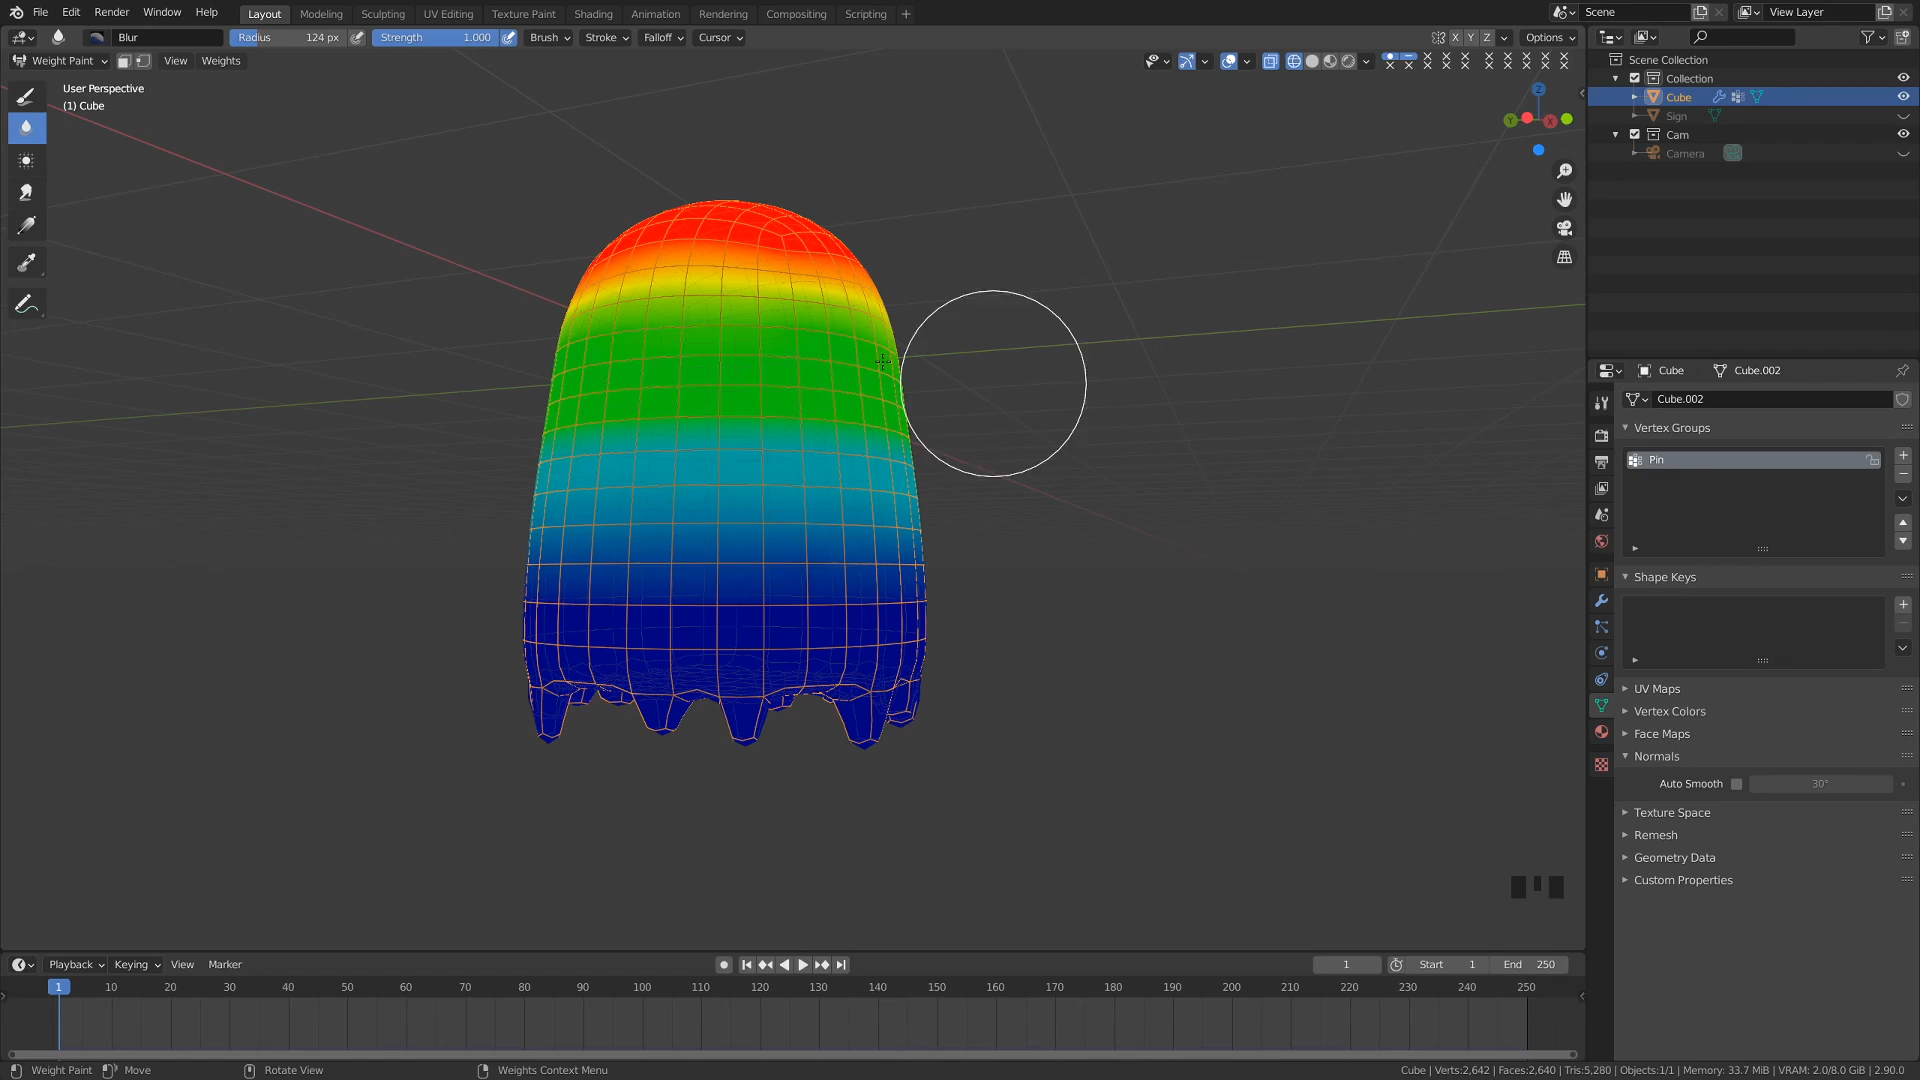 File Edit Render Window Help Layout Modeling Sculpting UV Editing Texture Paint Shading Animation Rendering Compositing Scripting + Scene View Layer
Blur Radius 124 px Strength 1.000 Brush Stroke Falloff Cursor X Y Z Options
Weight Paint View Weights
User Perspective
(1) Cube
Z
Y
X
Scene Collection
Collection
Cube
Sign
Cam
Camera
Cube Cube.002
Cube.002
Vertex Groups
Pin
Shape Keys
UV Maps
Vertex Colors
Face Maps
Normals
Auto Smooth 30°
Texture Space
Remesh
Geometry Data
Custom Properties
Playback Keying View Marker 1 Start 1 End 250
1 10 20 30 40 50 60 70 80 90 100 110 120 130 140 150 160 170 180 190 200 210 220 230 240 250
Weight Paint Move Rotate View Weights Context Menu Cube | Verts:2,642 | Faces:2,640 | Tris:5,280 | Objects:1/1 | Memory: 33.7 MiB | VRAM: 2.0/8.0 GiB | 2.90.0